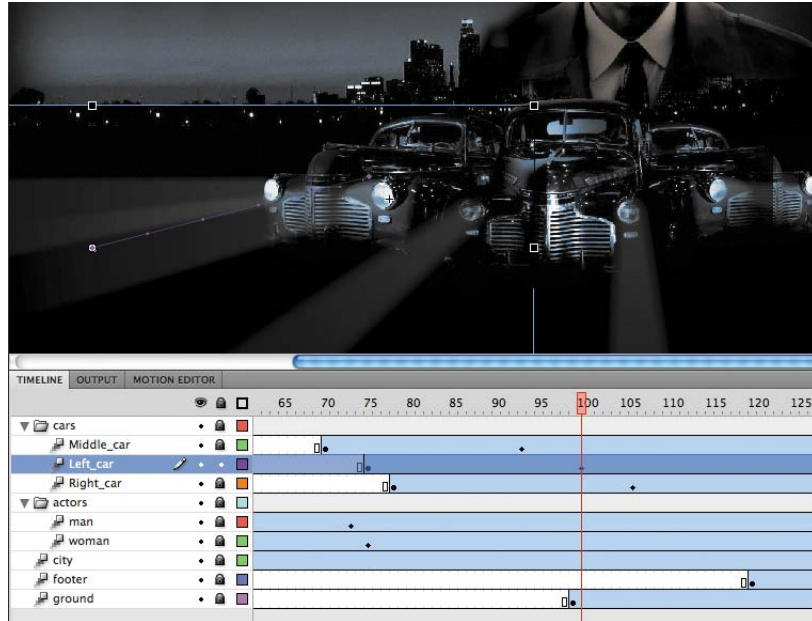 TIMELINE OUTPUT MOTION EDITOR
65 70 75 80 85 90 95 100 105 110 115 120 125
cars
Middle_car
Left_car
Right_car
actors
man
woman
city
footer
ground